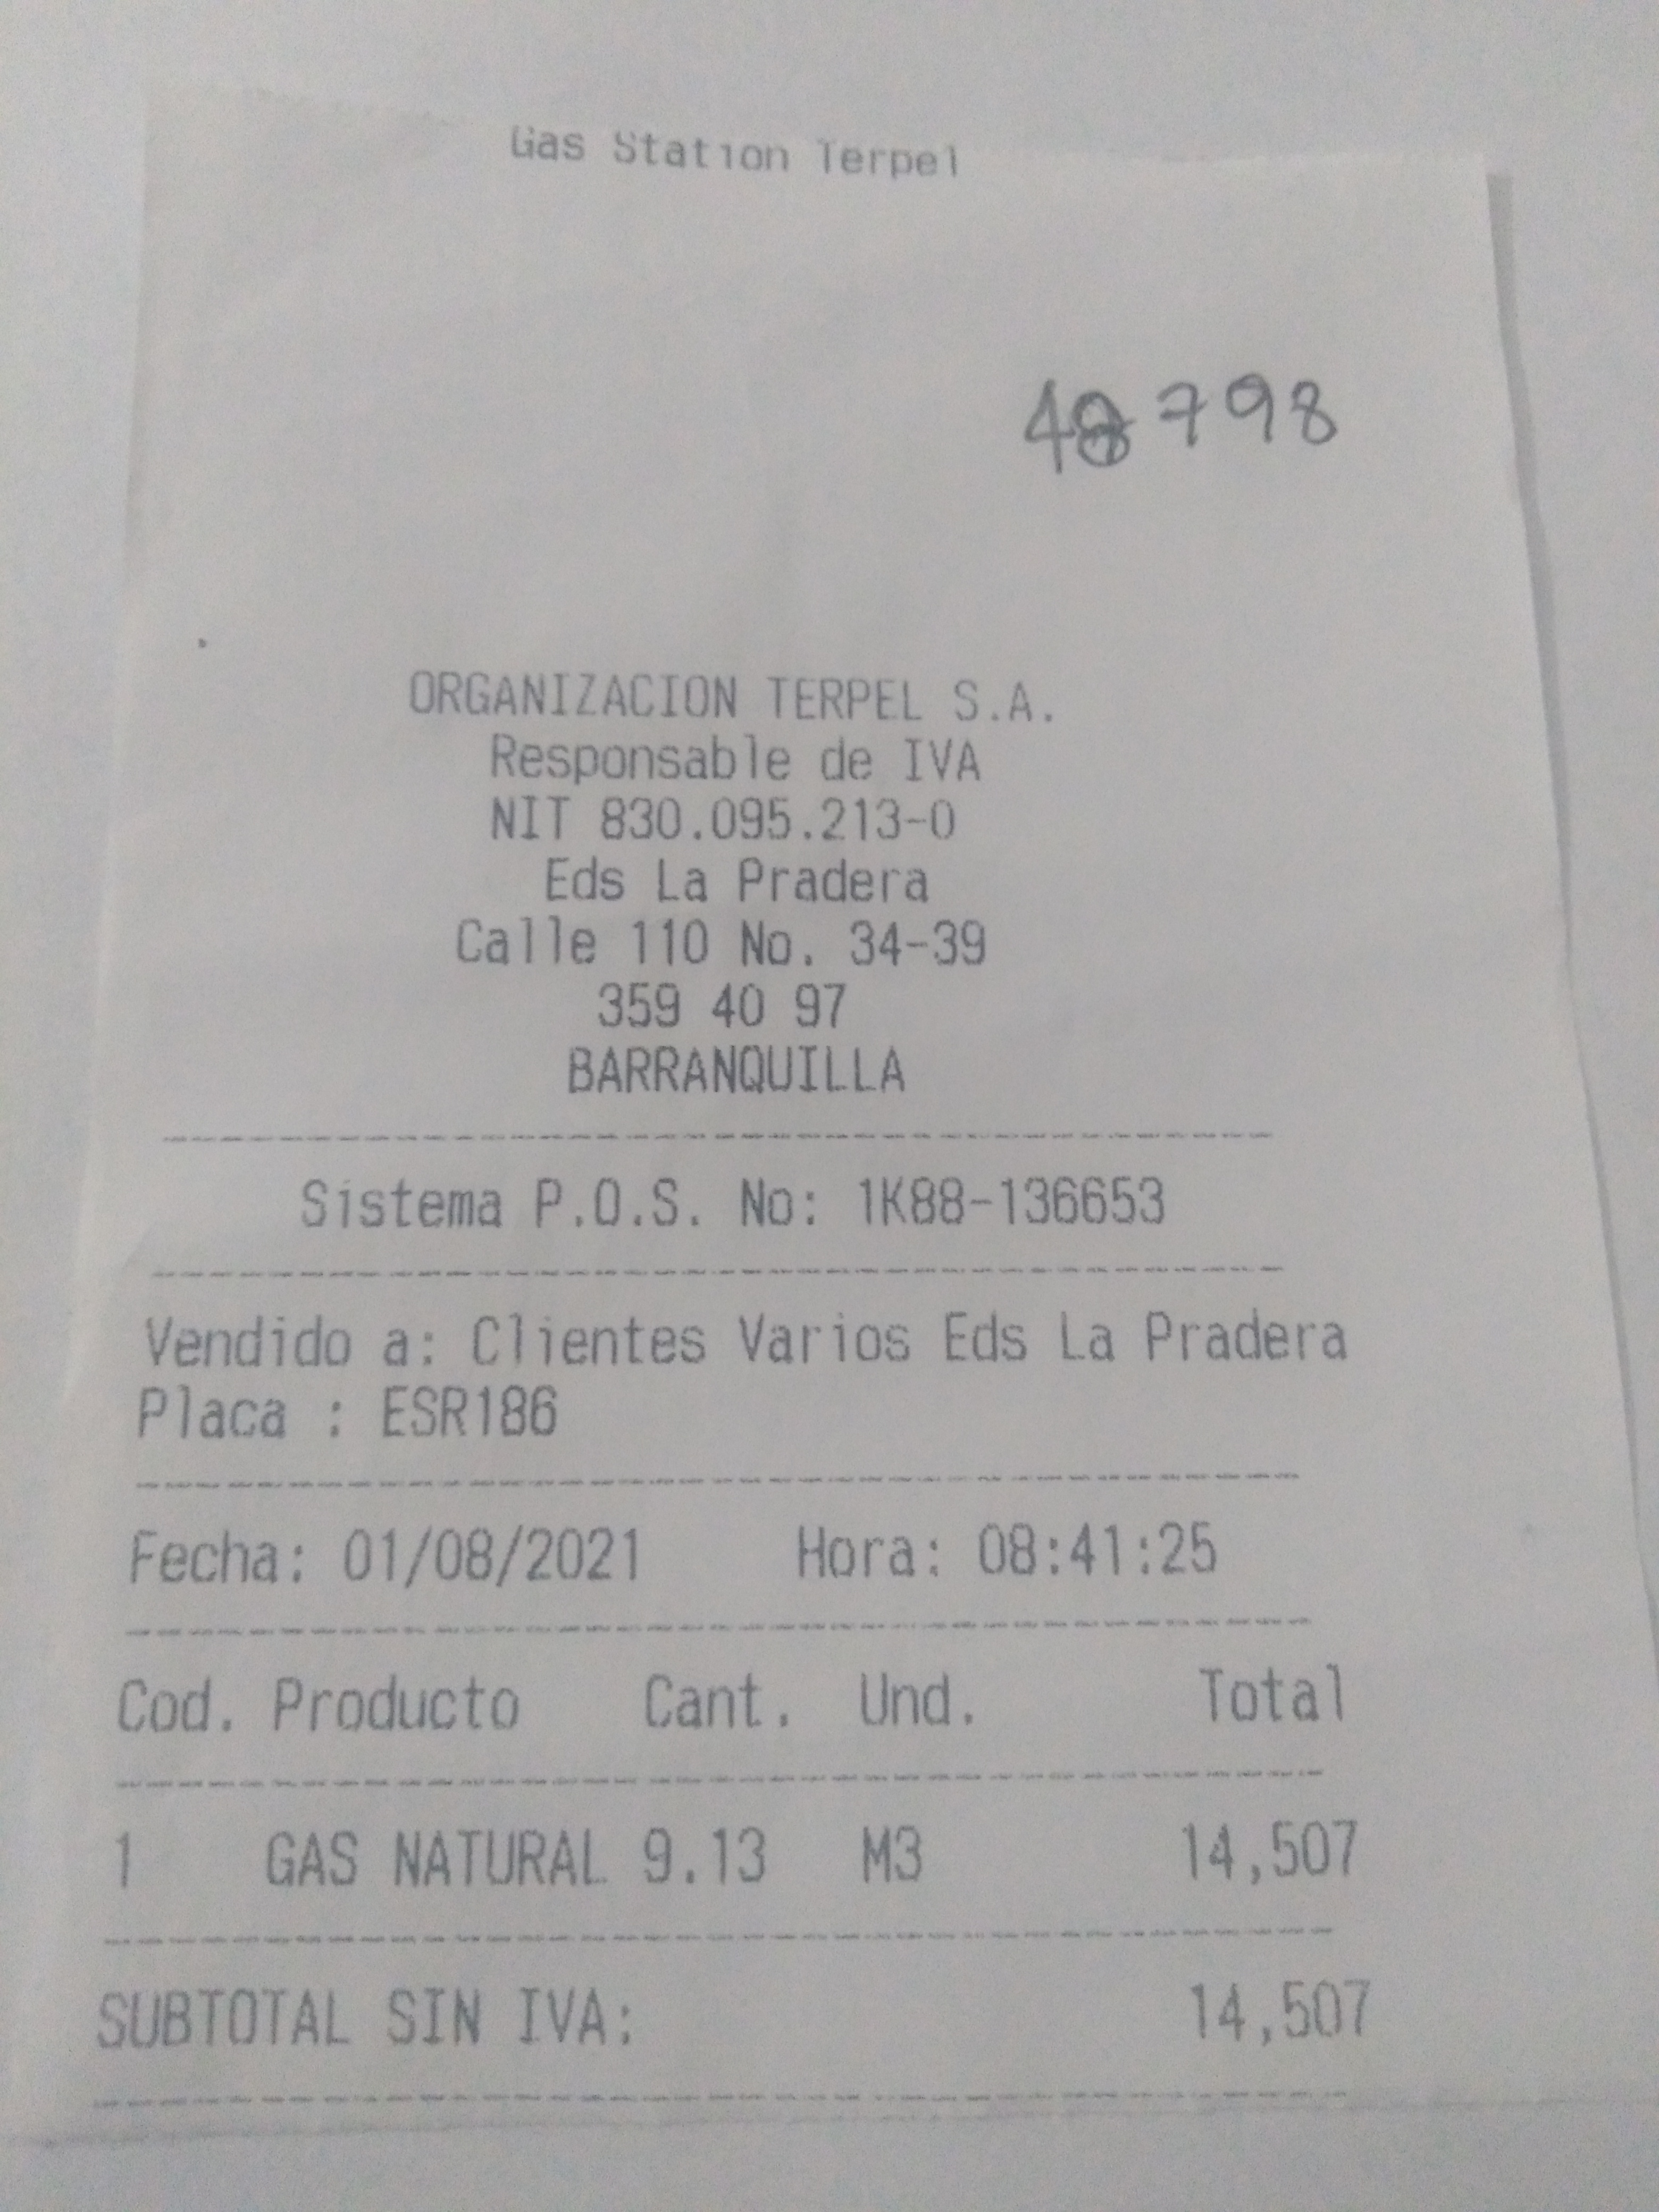 Gas Station Terpel
48798
ORGANIZACION TERPEL S.A.
Responsable de IVA
NIT 830.095.213-0
Eds La Pradera
Calle 110 No. 34-39
359 40 97
BARRANQUILLA
Sistema P.O.S. No: 1K88-136653
Vendido a: Clientes Varios Eds La Pradera
Placa : ESR186
Fecha: 01/08/2021 Hora: 08:41:25
Cod. Producto Cant. Und. Total
1 GAS NATURAL 9.13 M3 14,507
SUBTOTAL SIN IVA: 14,507